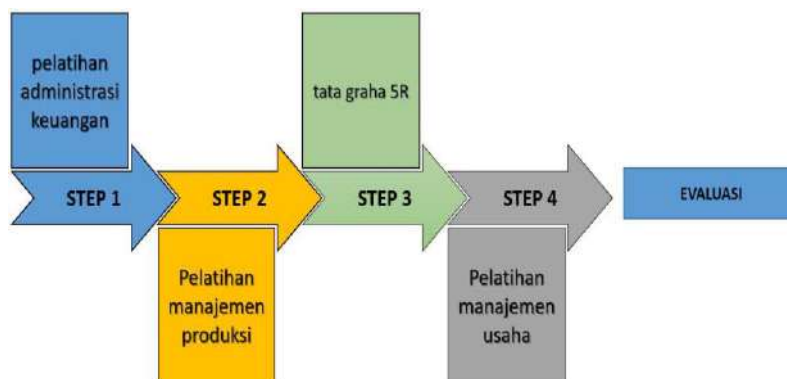 pelatihan
administrasi
keuangan
tata graha 5R
STEP 1
STEP 2
STEP 3
STEP 4
EVALUASI
Pelatihan
manajemen
produksi
Pelatihan
manajemen
usaha